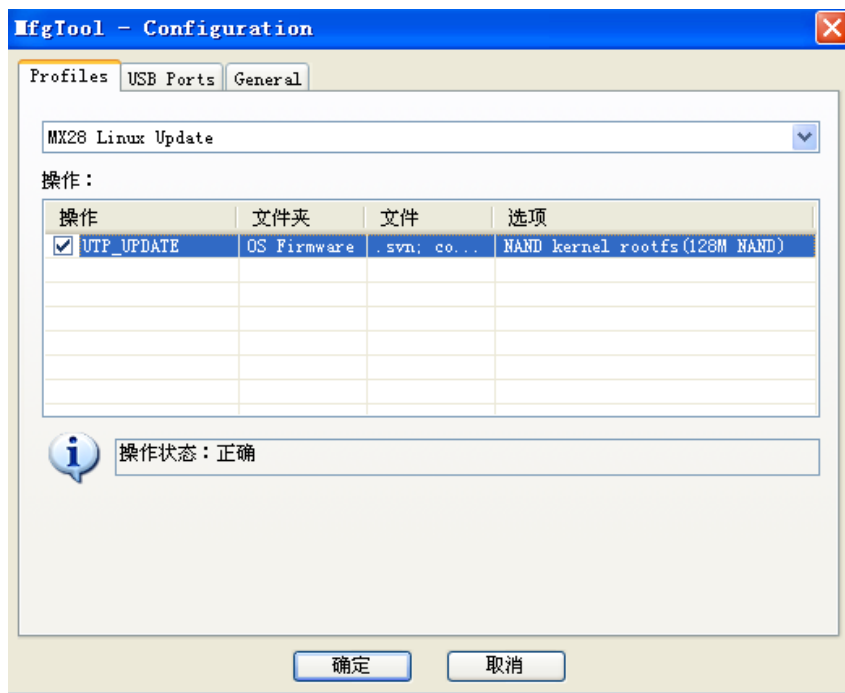 MfgTool - Configuration
Profiles USB Ports General
MX28 Linux Update
操作：
操作 文件夹 文件 选项
UTP_UPDATE OS Firmware .svn; co... NAND kernel rootfs(128M NAND)
操作状态：正确
确定 取消